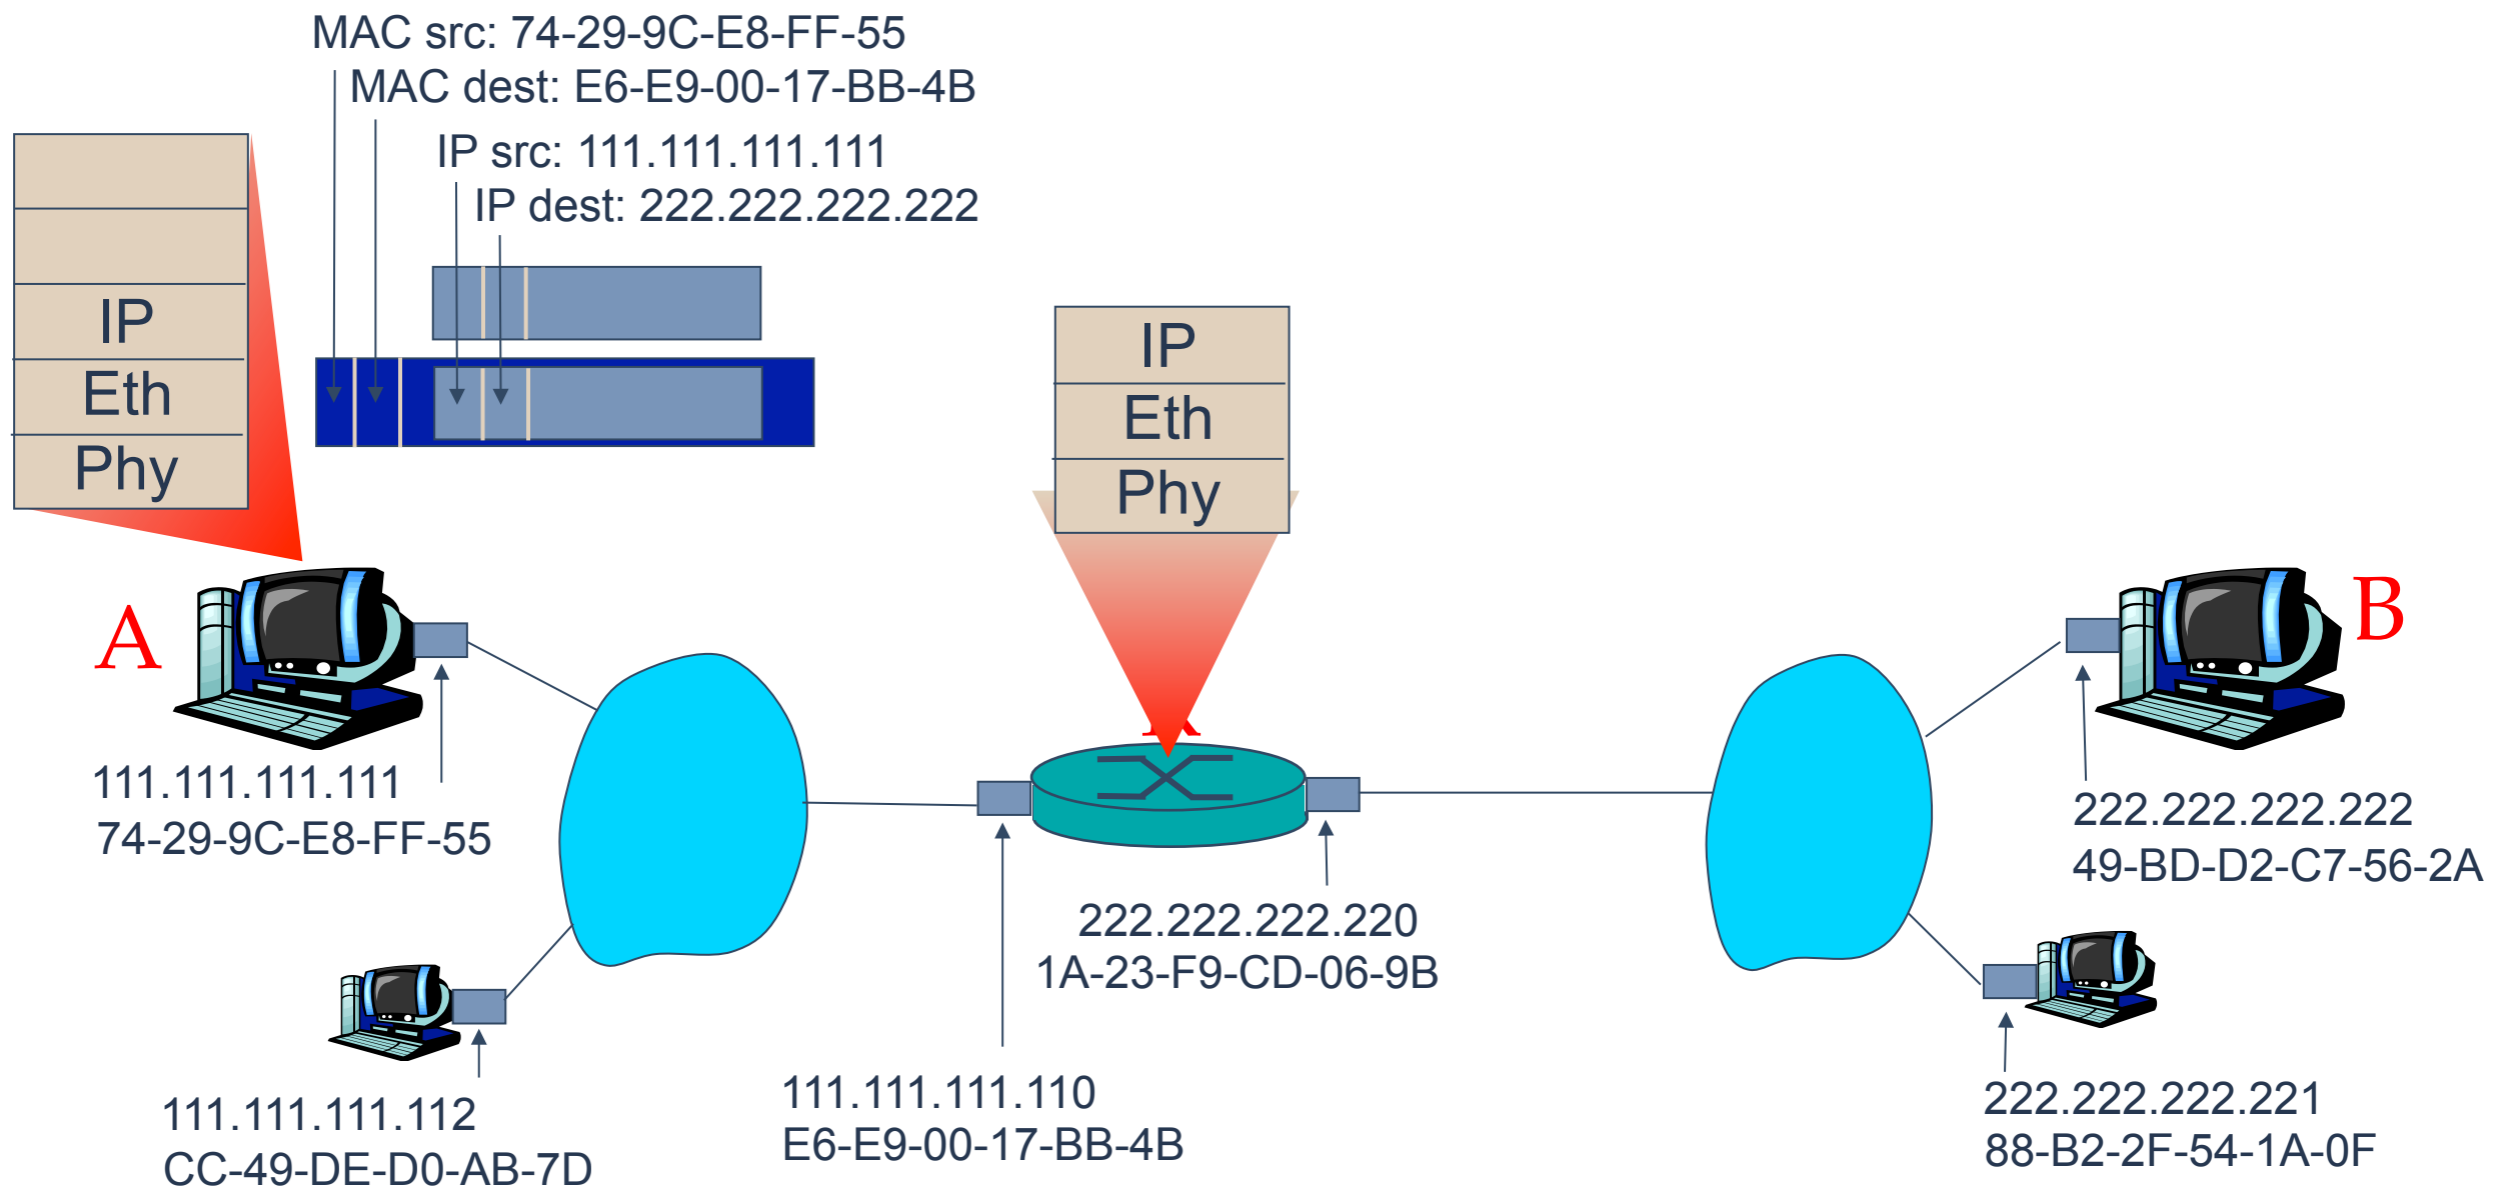 MAC src: 74-29-9C-E8-FF-55
MAC dest: E6-E9-00-17-BB-4B
IP src: 111.111.111.111
IP dest: 222.222.222.222
IP
Eth
Phy
IP
Eth
Phy
A
B
111.111.111.111
74-29-9C-E8-FF-55
222.222.222.222
49-BD-D2-C7-56-2A
222.222.222.220
1A-23-F9-CD-06-9B
111.111.111.112
CC-49-DE-D0-AB-7D
111.111.111.110
E6-E9-00-17-BB-4B
222.222.222.221
88-B2-2F-54-1A-0F